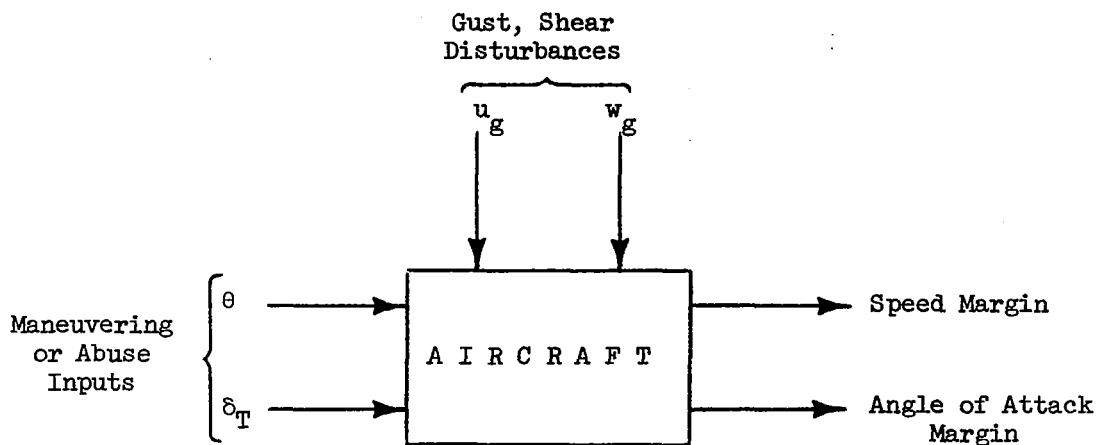 Gust, Shear
Disturbances
u_g
w_g
Maneuvering
or Abuse
Inputs
θ
δ_T
A I R C R A F T
Speed Margin
Angle of Attack
Margin